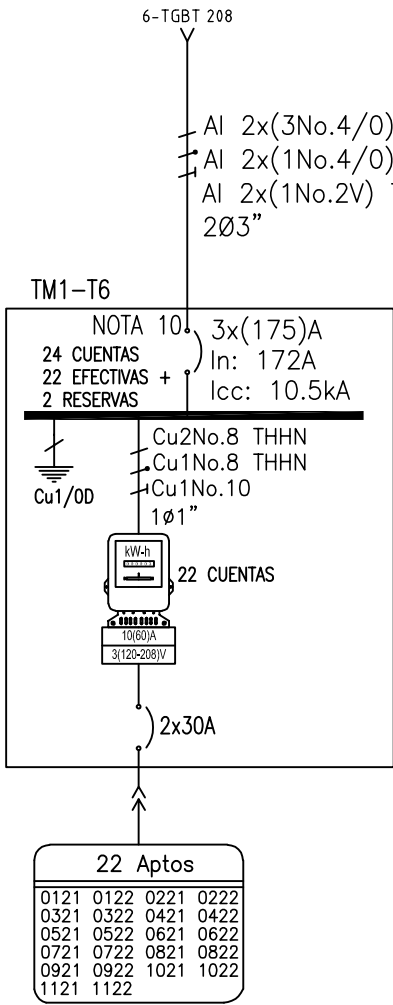 6-TGBT 208
Al 2x(3No.4/0)
Al 2x(1No.4/0)
Al 2x(1No.2V)
2Ø3"
TM1-T6
NOTA 10
3x(175)A
24 CUENTAS
In: 172A
22 EFECTIVAS +
Icc: 10.5kA
2 RESERVAS
Cu2No.8 THHN
Cu1No.8 THHN
Cu1/0D
Cu1No.10
1ø1"
kW-h
22 CUENTAS
10(60)A
3(120-208)V
2x30A
22 Aptos
0121 0122 0221 0222
0321 0322 0421 0422
0521 0522 0621 0622
0721 0722 0821 0822
0921 0922 1021 1022
1121 1122